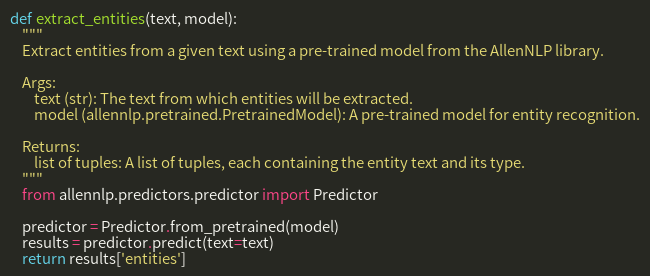 def extract_entities(text, model):
"""
Extract entities from a given text using a pre-trained model from the AllenNLP library.
Args:
text (str): The text from which entities will be extracted.
model (allennlp.pretrained.PretrainedModel): A pre-trained model for entity recognition.
Returns:
list of tuples: A list of tuples, each containing the entity text and its type.
"""
from allennlp.predictors.predictor import Predictor
predictor = Predictor.from_pretrained(model)
results = predictor.predict(text=text)
return results['entities']